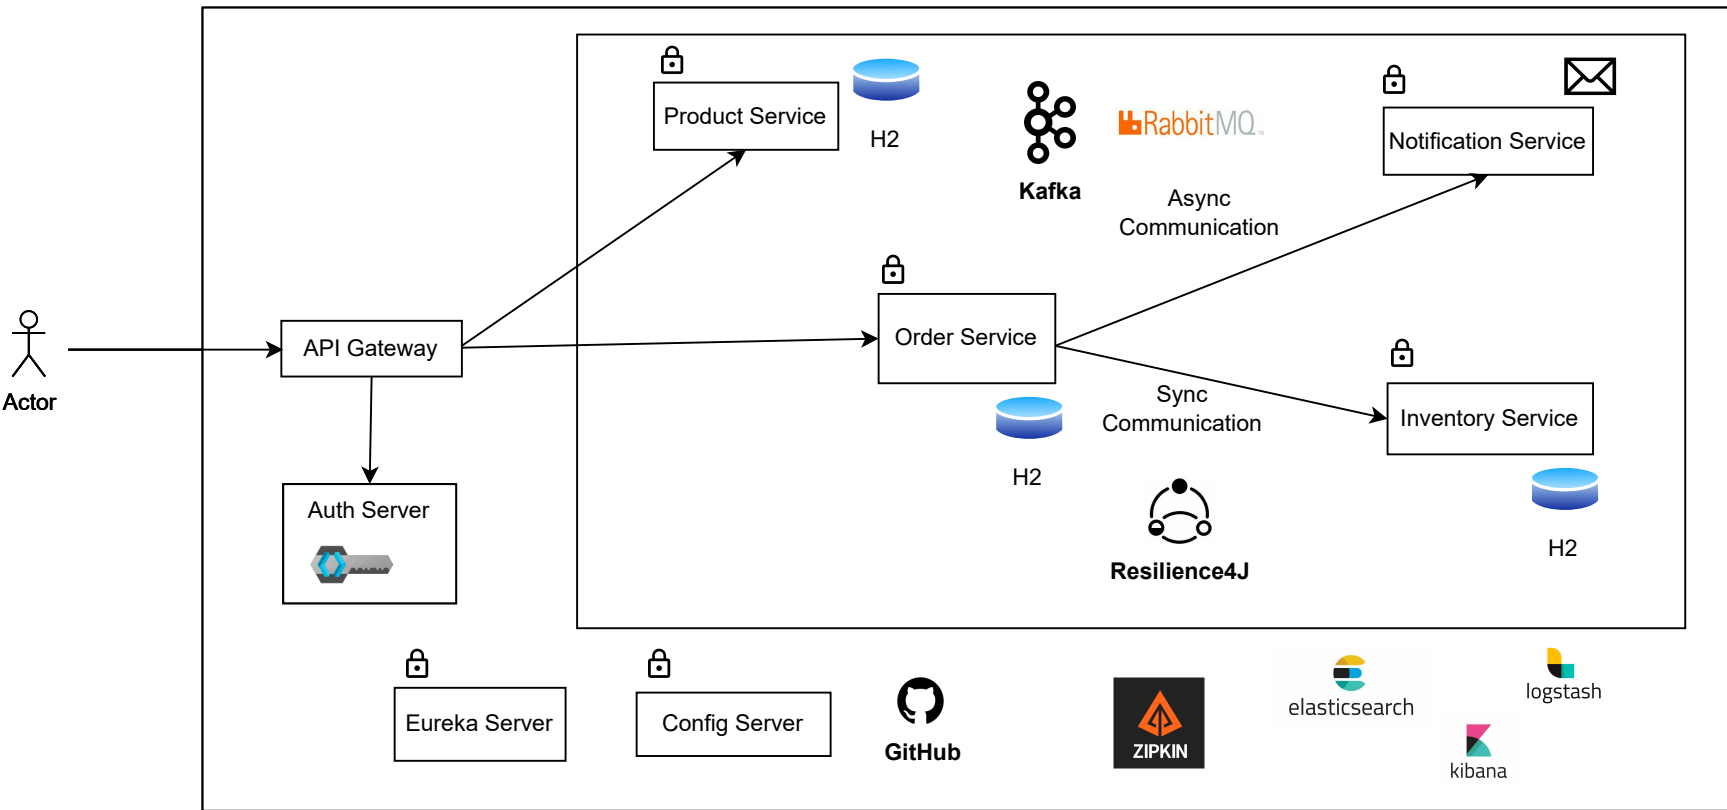 Product Service
H2
Kafka
RabbitMQ
Async
Communication
Notification Service
Actor
API Gateway
Order Service
H2
Sync
Communication
Inventory Service
H2
Resilience4J
Auth Server
Eureka Server
Config Server
GitHub
ZIPKIN
elasticsearch
logstash
kibana